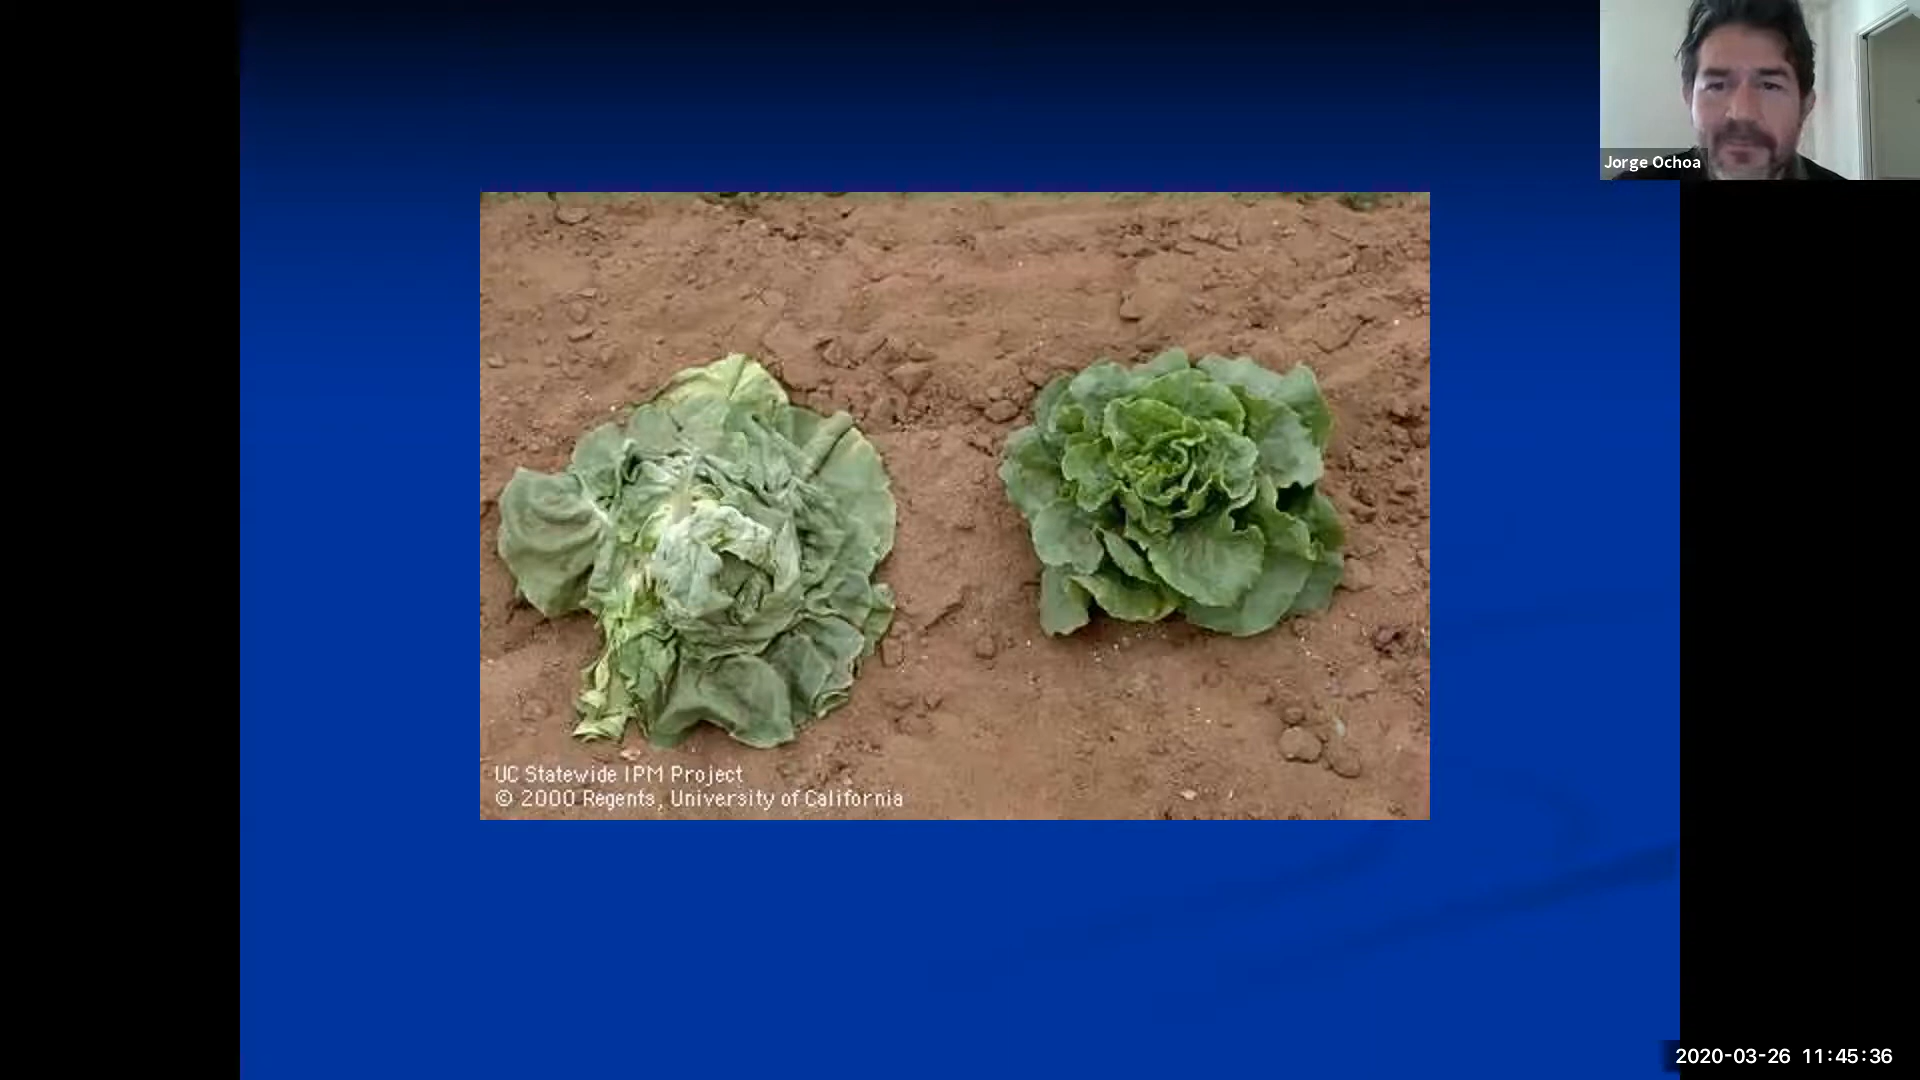 Jorge Ochoa
UC Statewide IPM Project
© 2000 Regents, University of California
2020-03-26 11:45:36